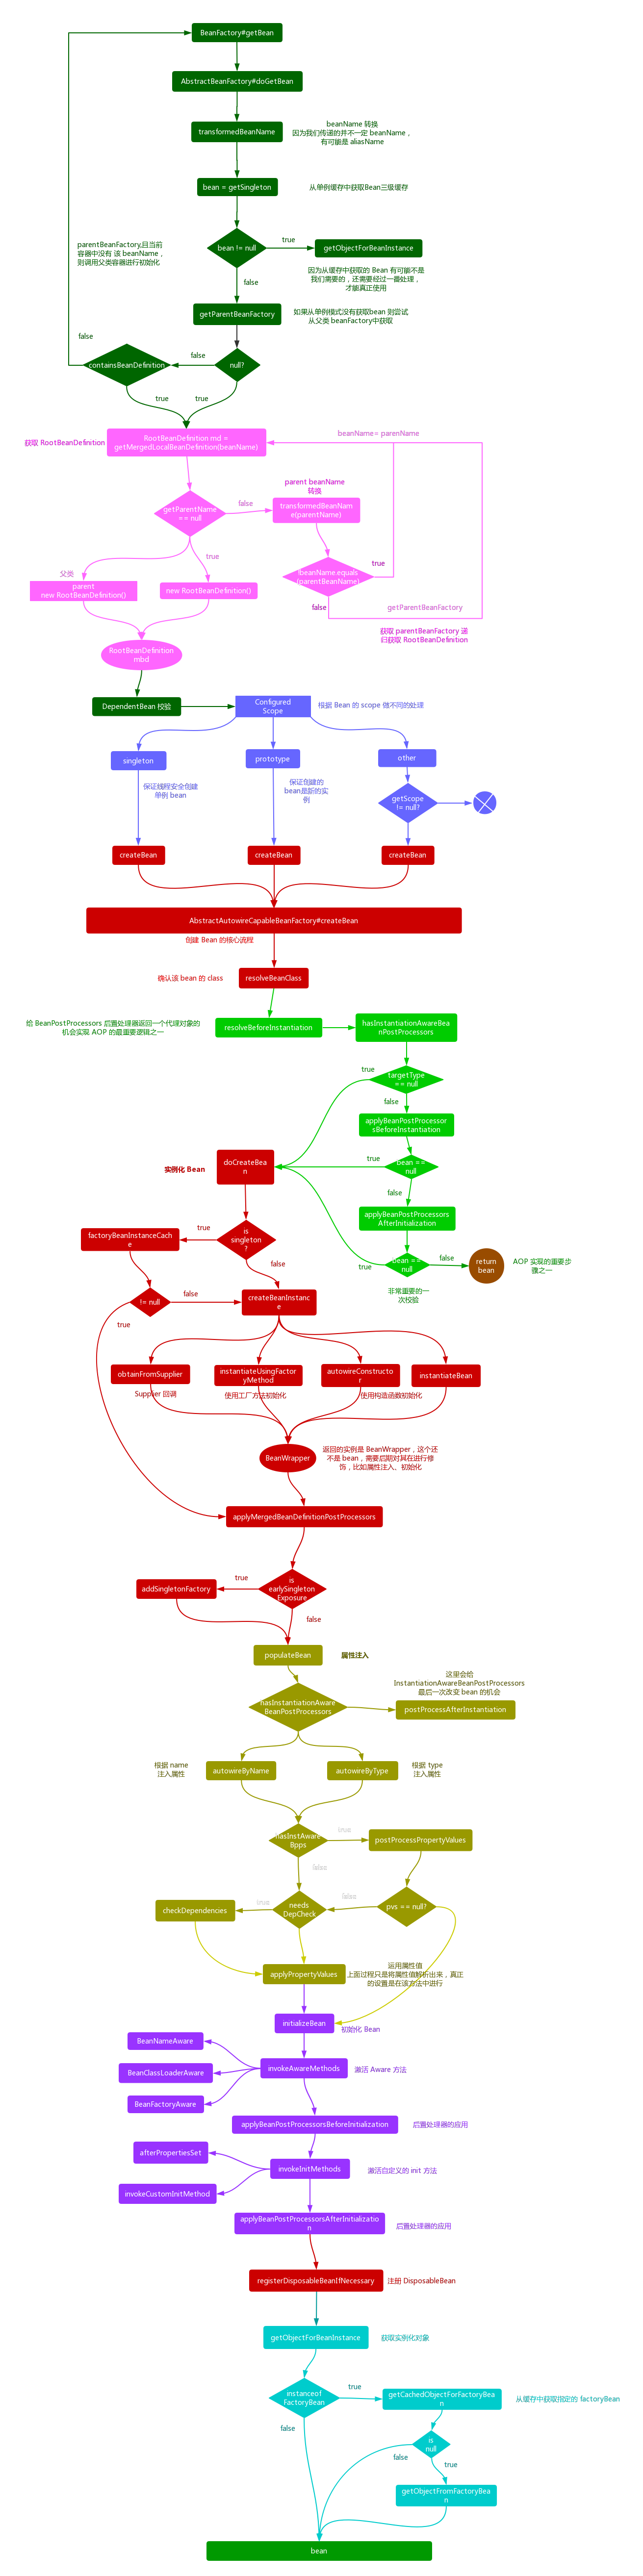 BeanFactory#getBean
AbstractBeanFactory#doGetBean
transformedBeanName
beanName 转换
因为我们传递的并不一定 beanName，
有可能是 aliasName
bean = getSingleton
从单例缓存中获取Bean三级缓存
bean != null
true
getObjectForBeanInstance
parentBeanFactory,且当前
容器中没有 该 beanName，
则调用父类容器进行初始化
false
因为从缓存中获取的 Bean 有可能不是
我们需要的，还需要经过一番处理，
才能真正使用
getParentBeanFactory
如果从单例模式没有获取bean 则尝试
从父类 beanFactory中获取
false
containsBeanDefinition
false
null?
true
true
获取 RootBeanDefinition
RootBeanDefinition md =
getMergedLocalBeanDefinition(beanName)
beanName= parenName
getParentName
== null
false
parent beanName
转换
transformedBeanNam
e(parentName)
true
!beanName.equals
(parentBeanName)
true
父类
parent
new RootBeanDefinition()
new RootBeanDefinition()
false
getParentBeanFactory
获取 parentBeanFactory 递
归获取 RootBeanDefinition
RootBeanDefinition
mbd
DependentBean 校验
Configured
Scope
根据 Bean 的 scope 做不同的处理
singleton
prototype
other
保证线程安全创建
单例 bean
保证创建的
bean是新的实
例
getScope
!= null?
createBean
createBean
createBean
AbstractAutowireCapableBeanFactory#createBean
创建 Bean 的核心流程
确认该 bean 的 class
resolveBeanClass
给 BeanPostProcessors 后置处理器返回一个代理对象的
机会实现 AOP 的最重要逻辑之一
resolveBeforeInstantiation
hasInstantiationAwareBea
nPostProcessors
true
targetType
== null
false
applyBeanPostProcessor
sBeforeInstantiation
实例化 Bean
doCreateBea
n
true
bean ==
null
false
applyBeanPostProcessors
AfterInitialization
factoryBeanInstanceCach
e
true
is
singleton
?
false
true
bean ==
null
false
return
bean
AOP 实现的重要步
骤之一
非常重要的一
次校验
!= null
false
true
createBeanInstanc
e
obtainFromSupplier
Supplier 回调
instantiateUsingFactor
yMethod
使用工厂方法初始化
autowireConstructo
r
使用构造函数初始化
instantiateBean
BeanWrapper
返回的实例是 BeanWrapper，这个还
不是 bean，需要后期对其在进行修
饰，比如属性注入、初始化
applyMergedBeanDefinitionPostProcessors
addSingletonFactory
true
is
earlySingleton
Exposure
false
populateBean
属性注入
这里会给
InstantiationAwareBeanPostProcessors
最后一次改变 bean 的机会
hasInstantiationAware
BeanPostProcessors
postProcessAfterInstantiation
根据 name
注入属性
autowireByName
autowireByType
根据 type
注入属性
hasInstAware
Bpps
true
postProcessPropertyValues
false
checkDependencies
true
needs
DepCheck
false
pvs == null?
applyPropertyValues
运用属性值
上面过程只是将属性值解析出来，真正
的设置是在该方法中进行
initializeBean
初始化 Bean
BeanNameAware
BeanClassLoaderAware
BeanFactoryAware
invokeAwareMethods
激活 Aware 方法
applyBeanPostProcessorsBeforeInitialization
后置处理器的应用
afterPropertiesSet
invokeCustomInitMethod
invokeInitMethods
激活自定义的 init 方法
applyBeanPostProcessorsAfterInitializatio
n
后置处理器的应用
registerDisposableBeanIfNecessary
注册 DisposableBean
getObjectForBeanInstance
获取实例化对象
instanceof
FactoryBean
true
getCachedObjectForFactoryBea
n
从缓存中获取指定的 factoryBean
false
is
null
false
true
getObjectFromFactoryBea
n
bean